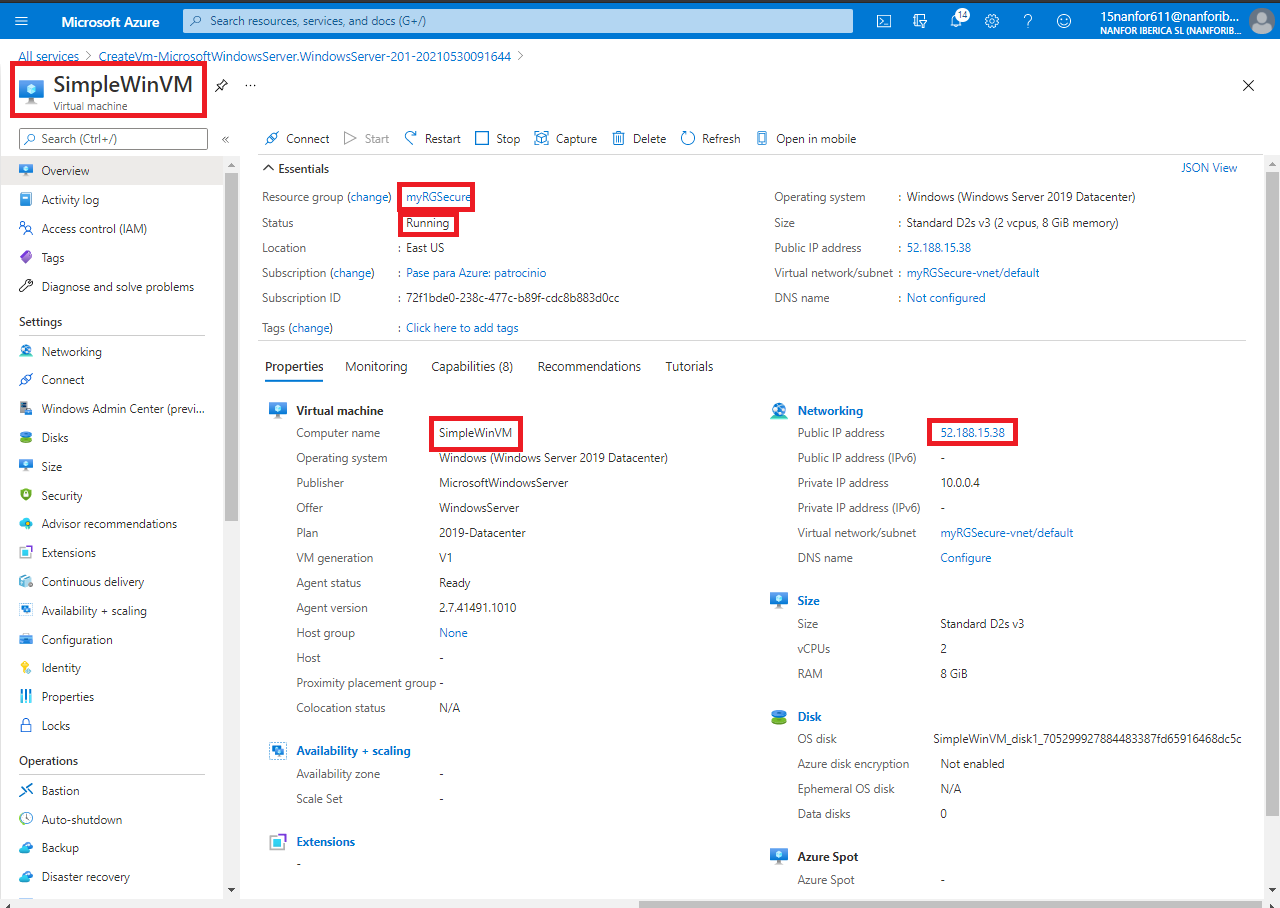 Microsoft Azure
Search resources, services, and docs (G+/)
14
15nanfor611@nanforib...
NANFOR IBERICA SL (NANFORIB...
All services > CreateVm-MicrosoftWindowsServer.WindowsServer-201-20210530091644 >
SimpleWinVM
Virtual machine
Search (Ctrl+/)
Overview
Activity log
Access control (IAM)
Tags
Diagnose and solve problems
Settings
Networking
Connect
Windows Admin Center (previ...
Disks
Size
Security
Advisor recommendations
Extensions
Continuous delivery
Availability + scaling
Configuration
Identity
Properties
Locks
Operations
Bastion
Auto-shutdown
Backup
Disaster recovery
Connect Start Restart Stop Capture Delete Refresh Open in mobile
Essentials
JSON View
Resource group (change) myRGSecure
Status Running
Location : East US
Subscription (change) : Pase para Azure: patrocinio
Subscription ID : 72f1bde0-238c-477c-b89f-cdc8b883d0cc
Tags (change) : Click here to add tags
Operating system : Windows (Windows Server 2019 Datacenter)
Size : Standard D2s v3 (2 vcpus, 8 GiB memory)
Public IP address : 52.188.15.38
Virtual network/subnet : myRGSecure-vnet/default
DNS name : Not configured
Properties Monitoring Capabilities (8) Recommendations Tutorials
Virtual machine
Computer name SimpleWinVM
Operating system Windows (Windows Server 2019 Datacenter)
Publisher MicrosoftWindowsServer
Offer WindowsServer
Plan 2019-Datacenter
VM generation V1
Agent status Ready
Agent version 2.7.41491.1010
Host group None
Host -
Proximity placement group -
Colocation status N/A
Availability + scaling
Availability zone -
Scale Set -
Extensions
-
Networking
Public IP address 52.188.15.38
Public IP address (IPv6) -
Private IP address 10.0.0.4
Private IP address (IPv6) -
Virtual network/subnet myRGSecure-vnet/default
DNS name Configure
Size
Size Standard D2s v3
vCPUs 2
RAM 8 GiB
Disk
OS disk SimpleWinVM_disk1_705299927884483387fd65916468dc5c
Azure disk encryption Not enabled
Ephemeral OS disk N/A
Data disks 0
Azure Spot
Azure Spot -